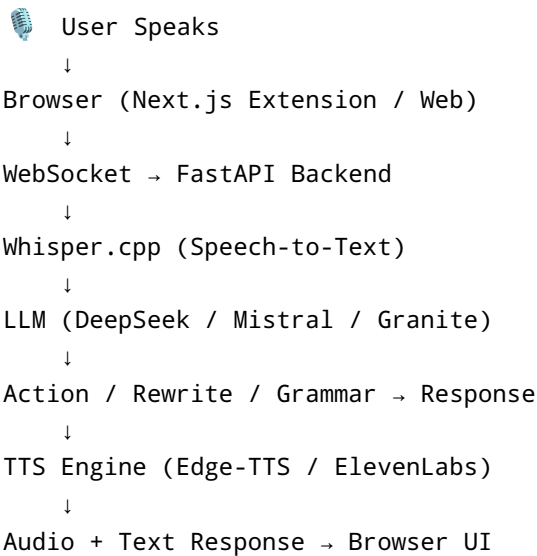 🎙️ User Speaks
↓
Browser (Next.js Extension / Web)
↓
WebSocket → FastAPI Backend
↓
Whisper.cpp (Speech-to-Text)
↓
LLM (DeepSeek / Mistral / Granite)
↓
Action / Rewrite / Grammar → Response
↓
TTS Engine (Edge-TTS / ElevenLabs)
↓
Audio + Text Response → Browser UI